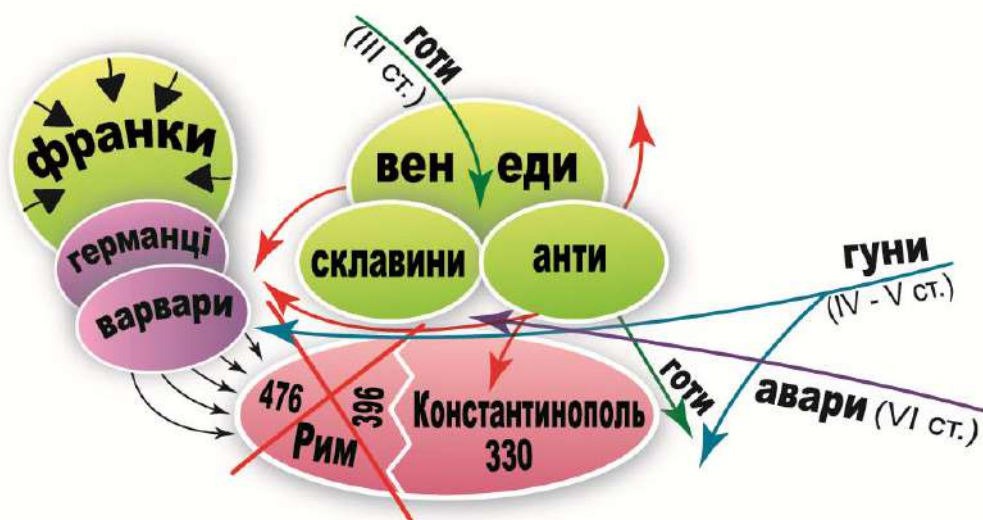 готи
(III ст.)
франки
вен еди
германці
склавини
анти
гуни
(IV - V ст.)
варвари
476
396
Рим
Константинополь
330
готи
авари (VI ст.)